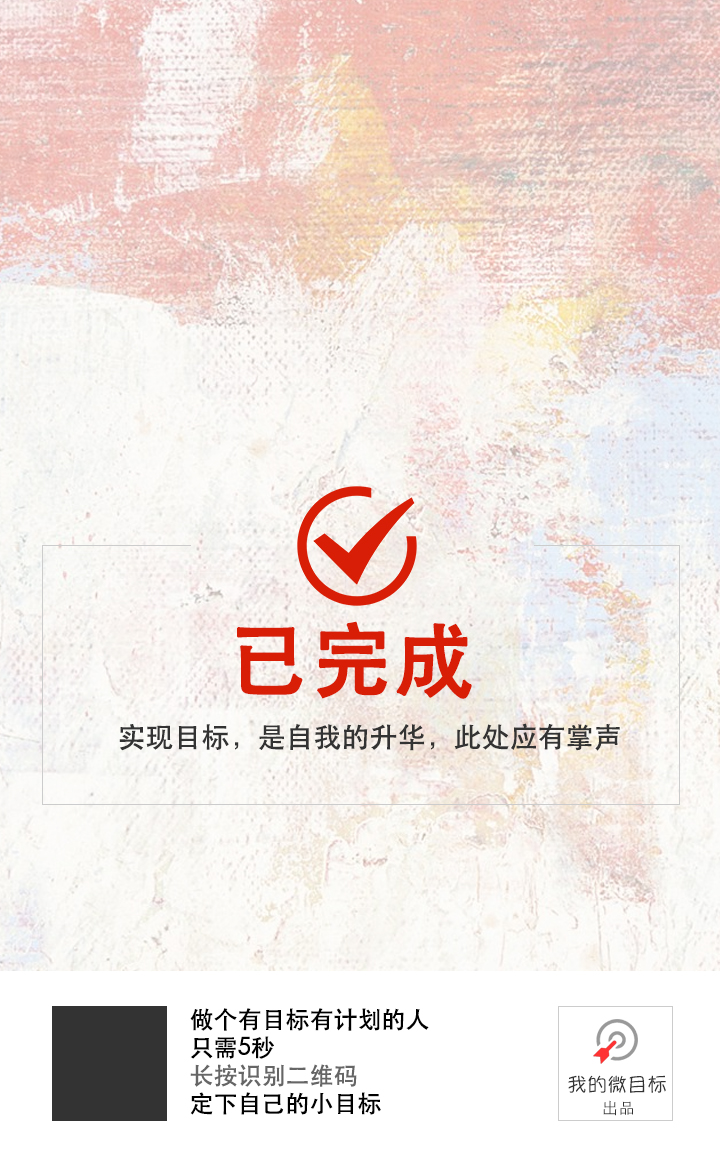 已完成
实现目标，是自我的升华，此处应有掌声
做个有目标有计划的人
只需5秒
长按识别二维码
定下自己的小目标
我的微目标
出品